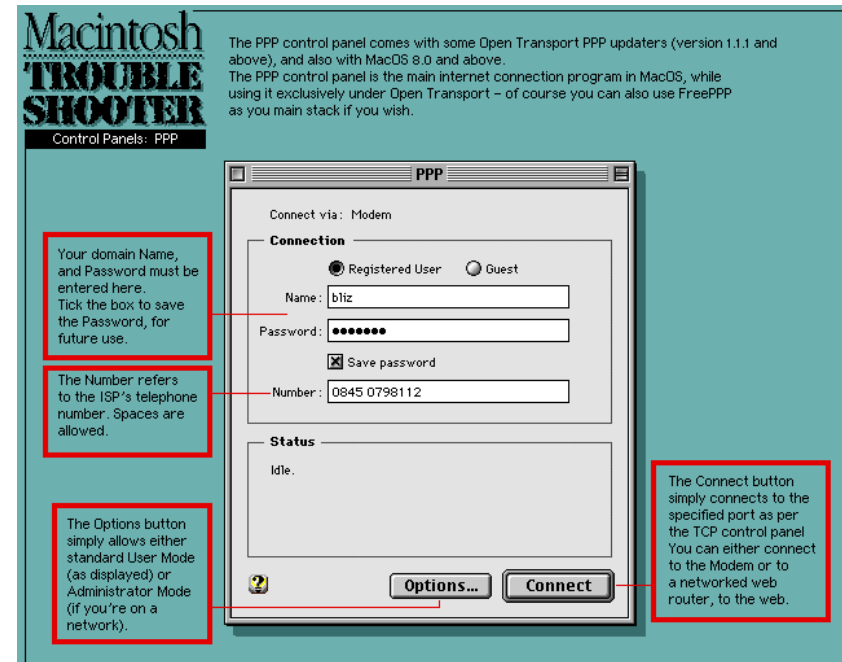 Macintosh
TROUBLE
SHOOTER
Control Panels: PPP
The PPP control panel comes with some Open Transport PPP updaters (version 1.1.1 and
above), and also with MacOS 8.0 and above.
The PPP control panel is the main internet connection program in MacOS, while
using it exclusively under Open Transport – of course you can also use FreePPP
as you main stack if you wish.
PPP
Connect via: Modem
Connection
Registered User Guest
Name: bliz
Password: ●●●●●●●
Save password
Number: 0845 0798112
Status
Idle.
Options... Connect
Your domain Name,
and Password must be
entered here.
Tick the box to save
the Password, for
future use.
The Number refers
to the ISP's telephone
number. Spaces are
allowed.
The Options button
simply allows either
standard User Mode
(as displayed) or
Administrator Mode
(if you're on a
network).
The Connect button
simply connects to the
specified port as per
the TCP control panel
You can either connect
to the Modem or to
a networked web
router, to the web.